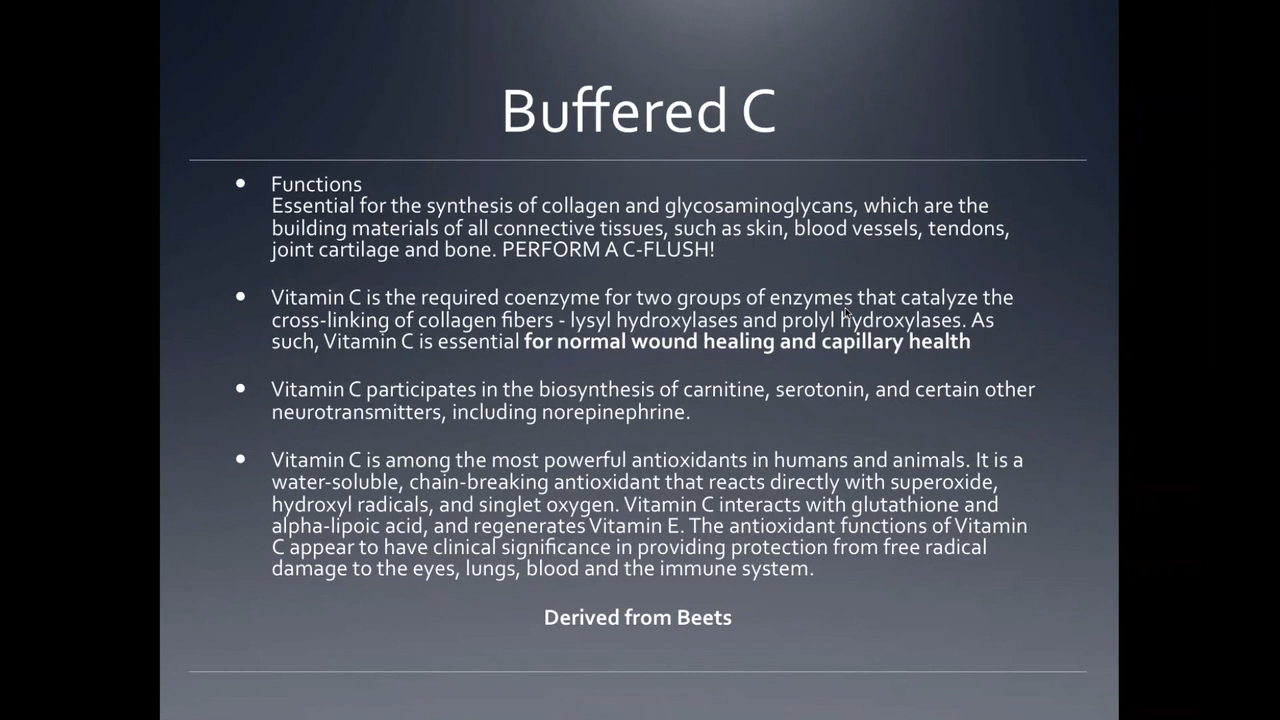 Buffered C
• Functions
Essential for the synthesis of collagen and glycosaminoglycans, which are the
building materials of all connective tissues, such as skin, blood vessels, tendons,
joint cartilage and bone. PERFORM A C-FLUSH!
• Vitamin C is the required coenzyme for two groups of enzymes that catalyze the
cross-linking of collagen fibers - lysyl hydroxylases and prolyl hydroxylases. As
such, Vitamin C is essential for normal wound healing and capillary health
• Vitamin C participates in the biosynthesis of carnitine, serotonin, and certain other
neurotransmitters, including norepinephrine.
• Vitamin C is among the most powerful antioxidants in humans and animals. It is a
water-soluble, chain-breaking antioxidant that reacts directly with superoxide,
hydroxyl radicals, and singlet oxygen. Vitamin C interacts with glutathione and
alpha-lipoic acid, and regenerates Vitamin E. The antioxidant functions of Vitamin
C appear to have clinical significance in providing protection from free radical
damage to the eyes, lungs, blood and the immune system.
Derived from Beets